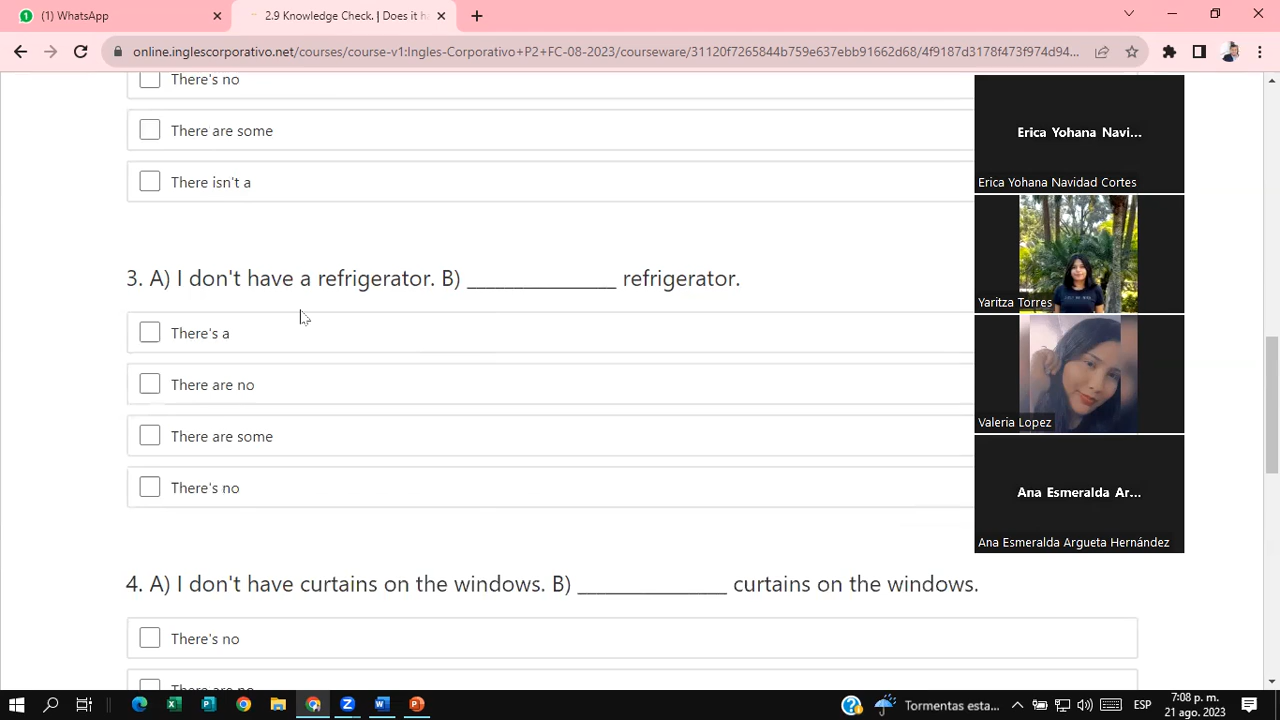 (1) WhatsApp
2.9 Knowledge Check. | Does it ha
online.inglescorporativo.net/courses/course-v1:Ingles-Corporativo+P2+FC-08-2023/courseware/31120f7265844b759e637ebb91662d68/4f9187d3178f473f974d94...
There's no
There are some
There isn't a
3. A) I don't have a refrigerator. B) ______________ refrigerator.
There's a
There are no
There are some
There's no
4. A) I don't have curtains on the windows. B) ______________ curtains on the windows.
There's no
There are no
Erica Yohana Navi...
Erica Yohana Navidad Cortes
Yaritza Torres
Valeria Lopez
Ana Esmeralda Ar...
Ana Esmeralda Argueta Hernández
Tormentas esta...
ESP
7:08 p. m.
21 ago. 2023